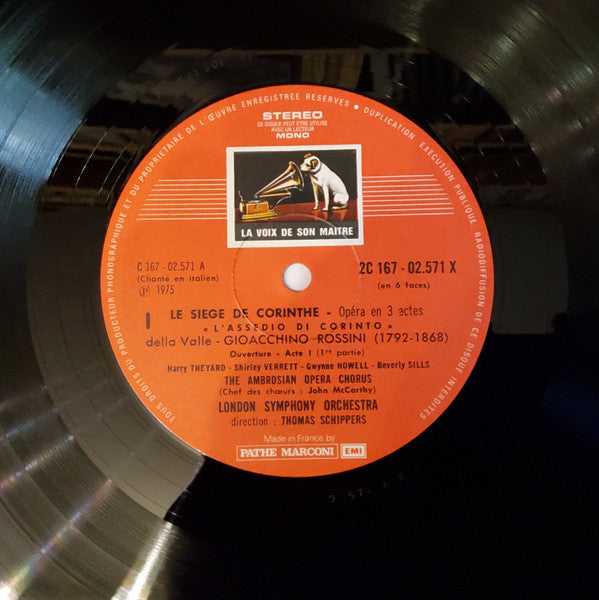 TOUS DROITS DU PRODUCTEUR PHONOGRAPHIQUE ET DU PROPRIETAIRE DE L'ŒUVRE ENREGISTREE RESERVES • DUPLICATION, EXECUTION PUBLIQUE, RADIODIFFUSION DE CE DISQUE INTERDITES
STEREO
CE DISQUE PEUT ÊTRE UTILISÉ
AVEC UN LECTEUR
MONO
LA VOIX DE SON MAITRE
C 167 - 02.571 A
(Chanté en italien)
℗ 1975
2C 167 - 02.571 X
(en 6 faces)
I LE SIEGE DE CORINTHE - Opéra en 3 actes
« L'ASSEDIO DI CORINTO »
della Valle - GIOACCHINO ROSSINI (1792-1868)
Ouverture - Acte I (1re partie)
Harry THEYARD - Shirley VERRETT - Gwynne HOWELL - Beverly SILLS
THE AMBROSIAN OPERA CHORUS
(Chef des chœurs : John McCarthy)
LONDON SYMPHONY ORCHESTRA
direction : THOMAS SCHIPPERS
Made in France by
PATHE MARCONI EMI